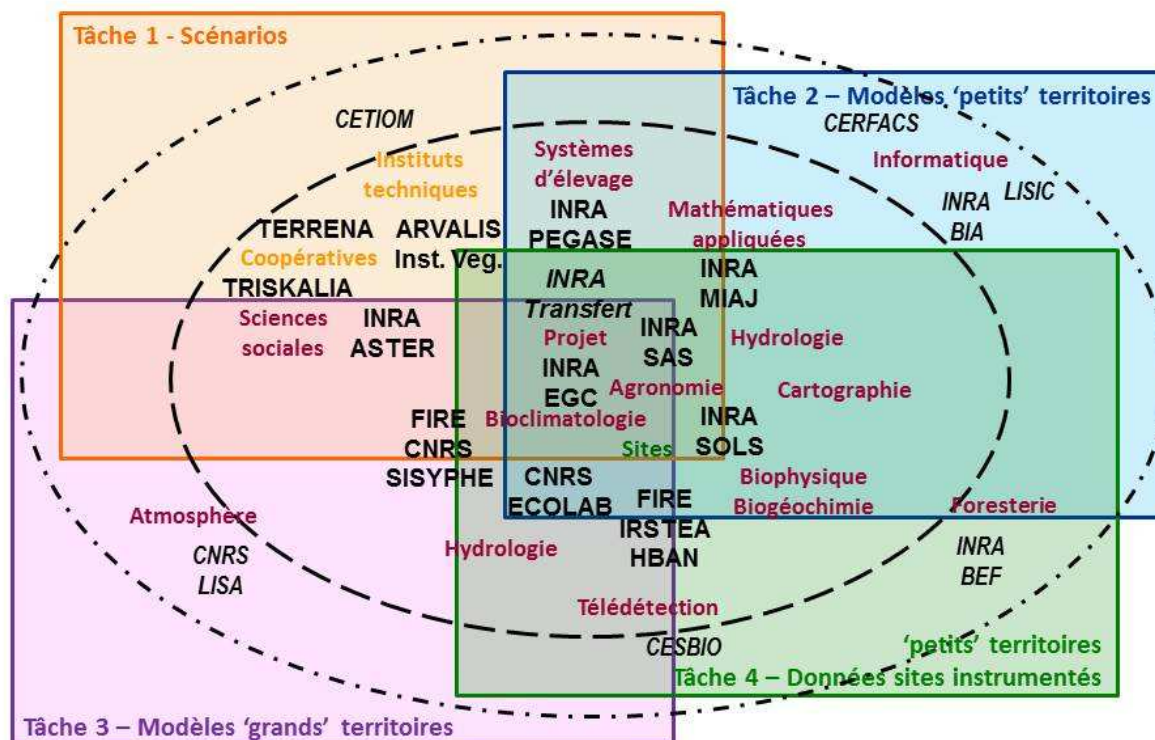 Tâche 1 - Scénarios
Tâche 2 – Modèles ‘petits’ territoires
CETIOM
CERFACS
Instituts
techniques
Systèmes
d’élevage
Informatique
INRA
BIA
LISIC
TERRENA
ARVALIS
Inst. Veg.
INRA
PEGASE
Mathématiques
appliquées
Coopératives
TRISKALIA
INRA
Transfert
INRA
MIAJ
Sciences
sociales
INRA
ASTER
Projet
INRA
SAS
Hydrologie
INRA
EGC
Agronomie
Cartographie
FIRE
CNRS
SISYPHE
Bioclimatologie
INRA
SOLS
Sites
CNRS
ECOLAB
FIRE
IRSTEA
HBAN
Biophysique
Biogéochimie
Foresterie
Atmosphère
CNRS
LISA
Hydrologie
INRA
BEF
Télédétection
CESBIO
‘petits’ territoires
Tâche 4 – Données sites instrumentés
Tâche 3 – Modèles ‘grands’ territoires